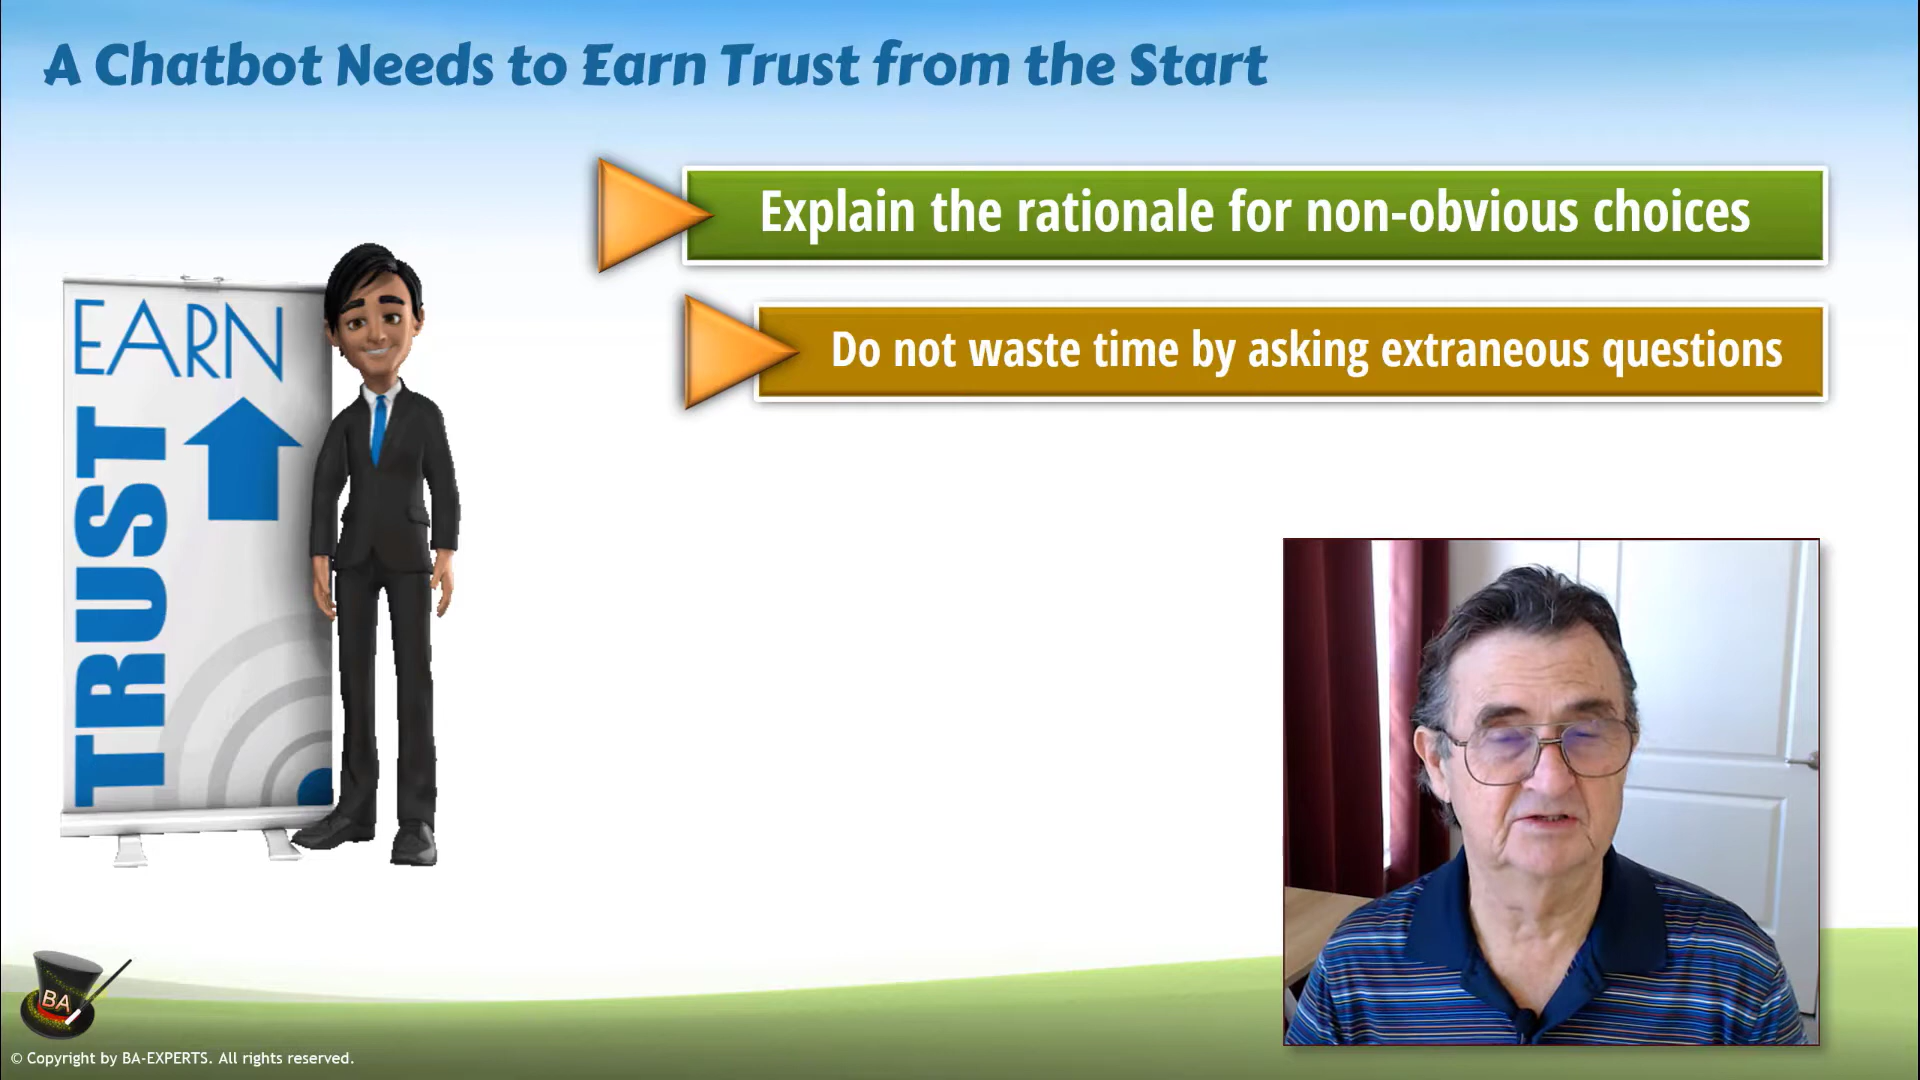 A Chatbot Needs to Earn Trust from the Start
Explain the rationale for non-obvious choices
Do not waste time by asking extraneous questions
EARN
TRUST
BA
© Copyright by BA-EXPERTS. All rights reserved.